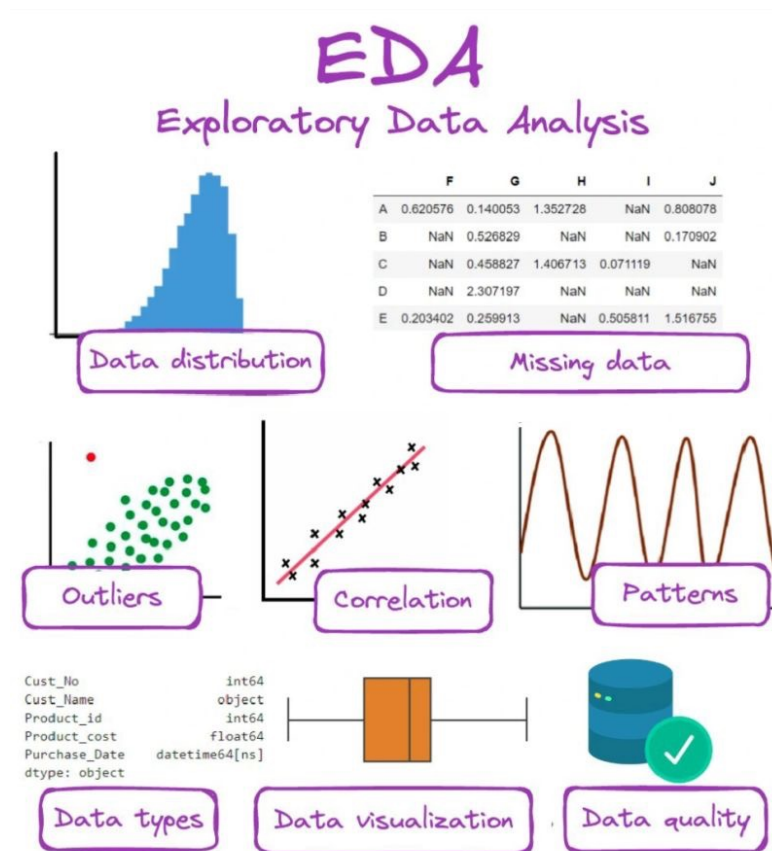 EDA
Exploratory Data Analysis
F G H I J
A 0.620576 0.140053 1.352728 NaN 0.808078
B NaN 0.526829 NaN NaN 0.170902
C NaN 0.458827 1.406713 0.071119 NaN
D NaN 2.307197 NaN NaN NaN
E 0.203402 0.259913 NaN 0.505811 1.516755
Data distribution
Missing data
Outliers
Correlation
Patterns
Cust_No int64
Cust_Name object
Product_id int64
Product_cost float64
Purchase_Date datetime64[ns]
dtype: object
Data types
Data visualization
Data quality